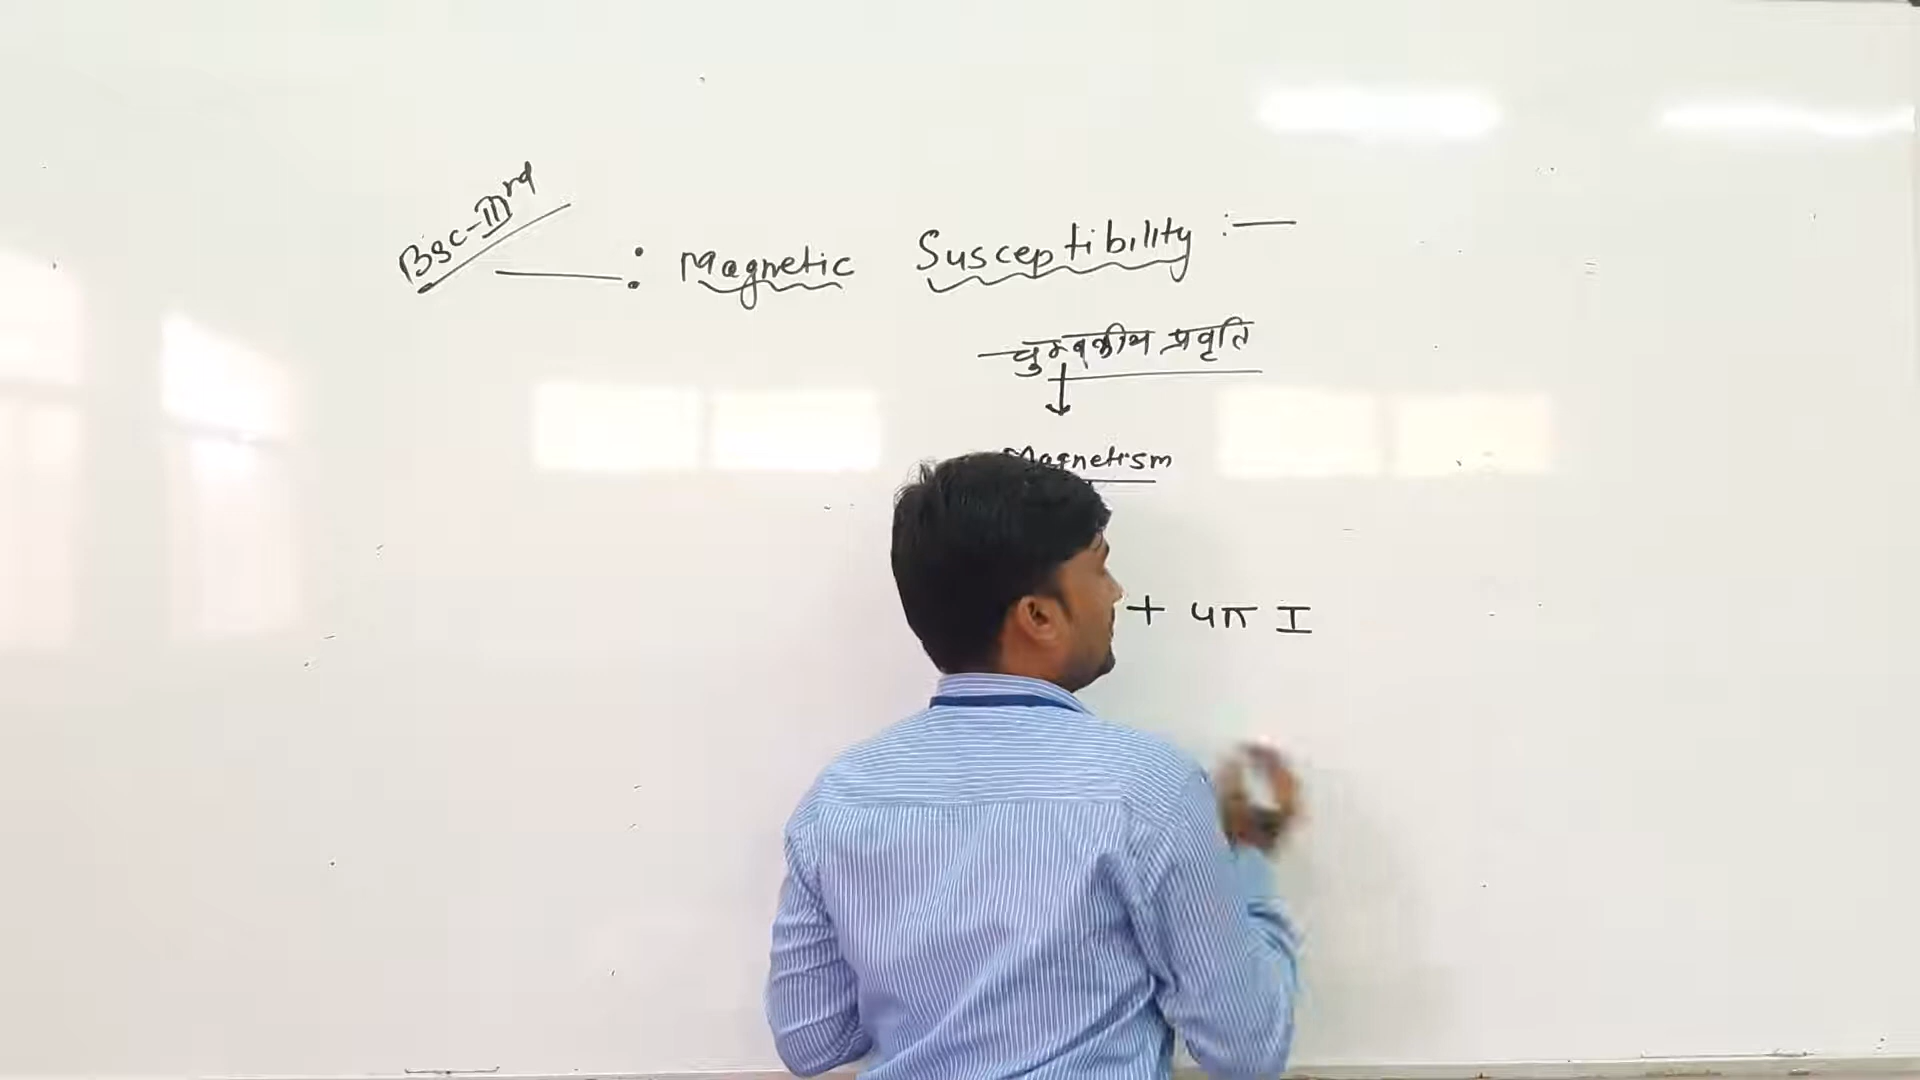 Bsc-IIIrd
: Magnetic Susceptibility :—
चुम्बकीय प्रवृति
↓
Magnetism
+ 4π I